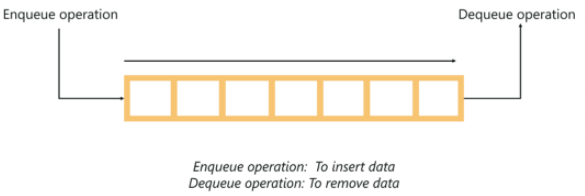 Enqueue operation
Dequeue operation
Enqueue operation:  To insert data
Dequeue operation: To remove data